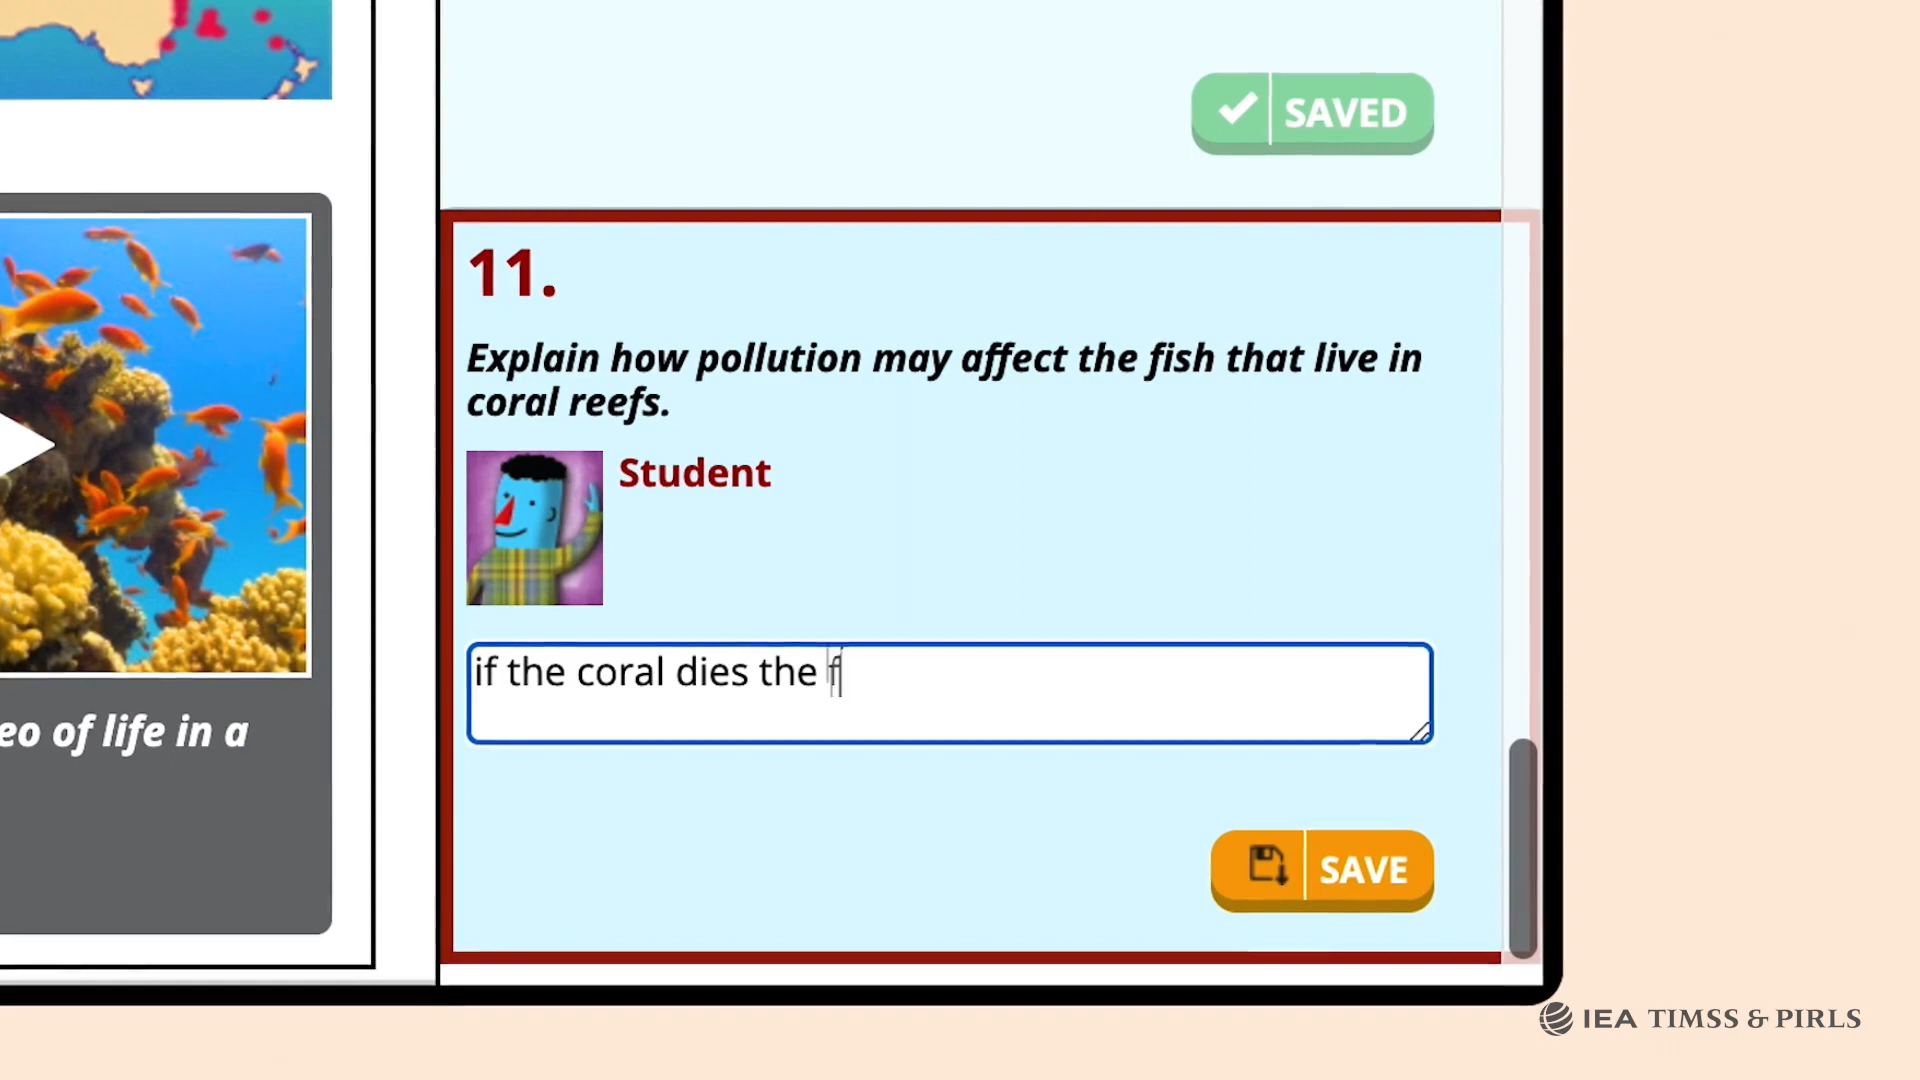 SAVED
11.
Explain how pollution may affect the fish that live in
coral reefs.
Student
if the coral dies the f
SAVE
eo of life in a
IEA TIMSS & PIRLS